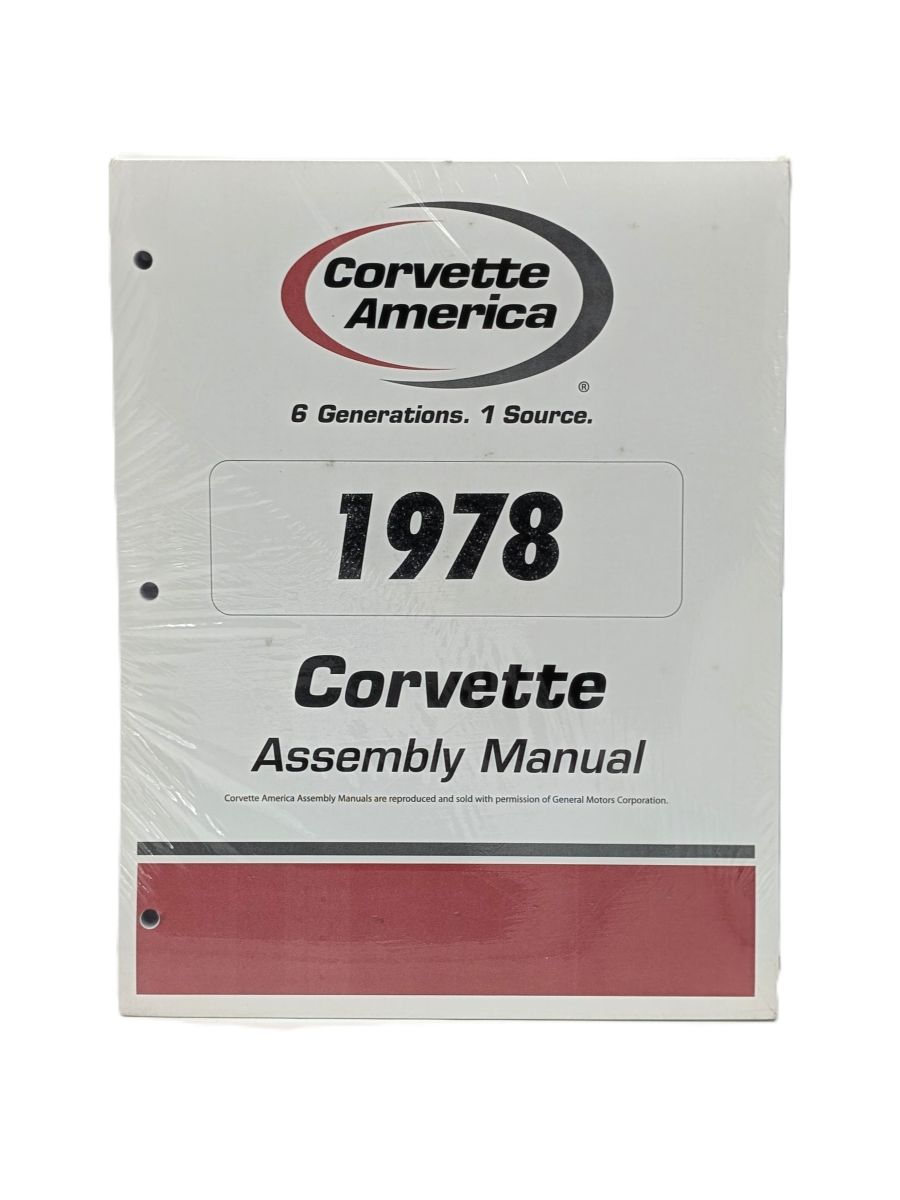 Corvette
America
®
6 Generations. 1 Source.
1978
Corvette
Assembly Manual
Corvette America Assembly Manuals are reproduced and sold with permission of General Motors Corporation.